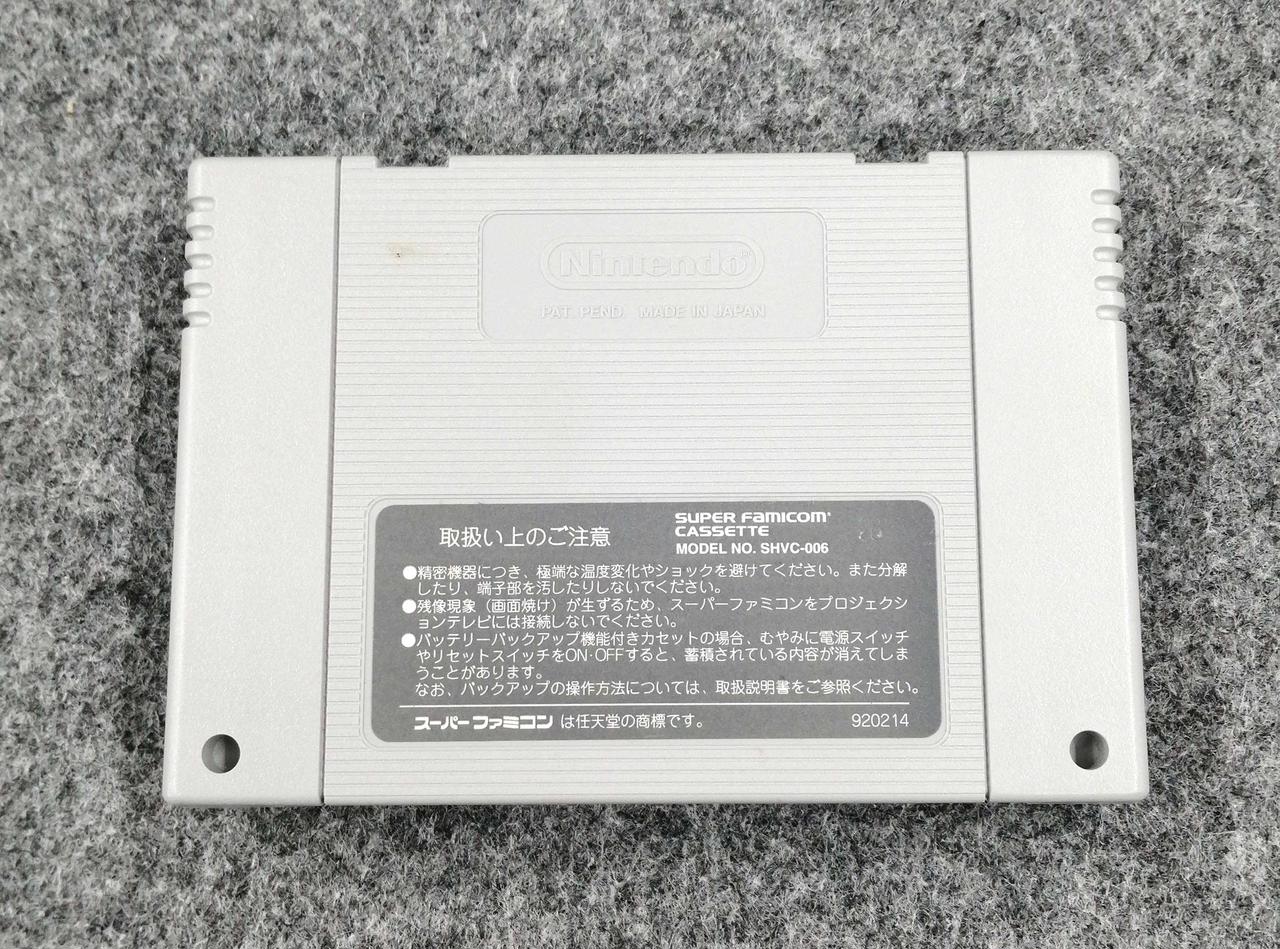 Nintendo
PAT. PEND. MADE IN JAPAN
取扱い上のご注意
SUPER FAMICOM
CASSETTE
MODEL NO. SHVC-006
●精密機器につき、極端な温度変化やショックを避けてください。また分解
したり、端子部を汚したりしないでください。
●残像現象（画面焼け）が生ずるため、スーパーファミコンをプロジェクシ
ョンテレビには接続しないでください。
●バッテリーバックアップ機能付きカセットの場合、むやみに電源スイッチ
やリセットスイッチをON·OFFすると、蓄積されている内容が消えてしま
うことがあります。
なお、バックアップの操作方法については、取扱説明書をご参照ください。
スーパーファミコン は任天堂の商標です。 920214